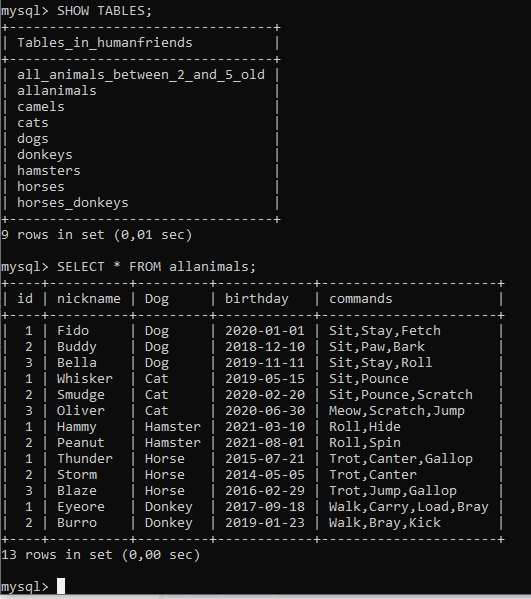 mysql> SHOW TABLES;
+---------------------------------+
| Tables_in_humanfriends          |
+---------------------------------+
| all_animals_between_2_and_5_old |
| allanimals                      |
| camels                          |
| cats                            |
| dogs                            |
| donkeys                         |
| hamsters                        |
| horses                          |
| horses_donkeys                  |
+---------------------------------+
9 rows in set (0,01 sec)
mysql> SELECT * FROM allanimals;
+----+----------+---------+------------+----------------------+
| id | nickname | Dog     | birthday   | commands             |
+----+----------+---------+------------+----------------------+
|  1 | Fido     | Dog     | 2020-01-01 | Sit,Stay,Fetch       |
|  2 | Buddy    | Dog     | 2018-12-10 | Sit,Paw,Bark         |
|  3 | Bella    | Dog     | 2019-11-11 | Sit,Stay,Roll        |
|  1 | Whisker  | Cat     | 2019-05-15 | Sit,Pounce           |
|  2 | Smudge   | Cat     | 2020-02-20 | Sit,Pounce,Scratch   |
|  3 | Oliver   | Cat     | 2020-06-30 | Meow,Scratch,Jump    |
|  1 | Hammy    | Hamster | 2021-03-10 | Roll,Hide            |
|  2 | Peanut   | Hamster | 2021-08-01 | Roll,Spin            |
|  1 | Thunder  | Horse   | 2015-07-21 | Trot,Canter,Gallop   |
|  2 | Storm    | Horse   | 2014-05-05 | Trot,Canter          |
|  3 | Blaze    | Horse   | 2016-02-29 | Trot,Jump,Gallop     |
|  1 | Eyeore   | Donkey  | 2017-09-18 | Walk,Carry,Load,Bray |
|  2 | Burro    | Donkey  | 2019-01-23 | Walk,Bray,Kick       |
+----+----------+---------+------------+----------------------+
13 rows in set (0,00 sec)
mysql>